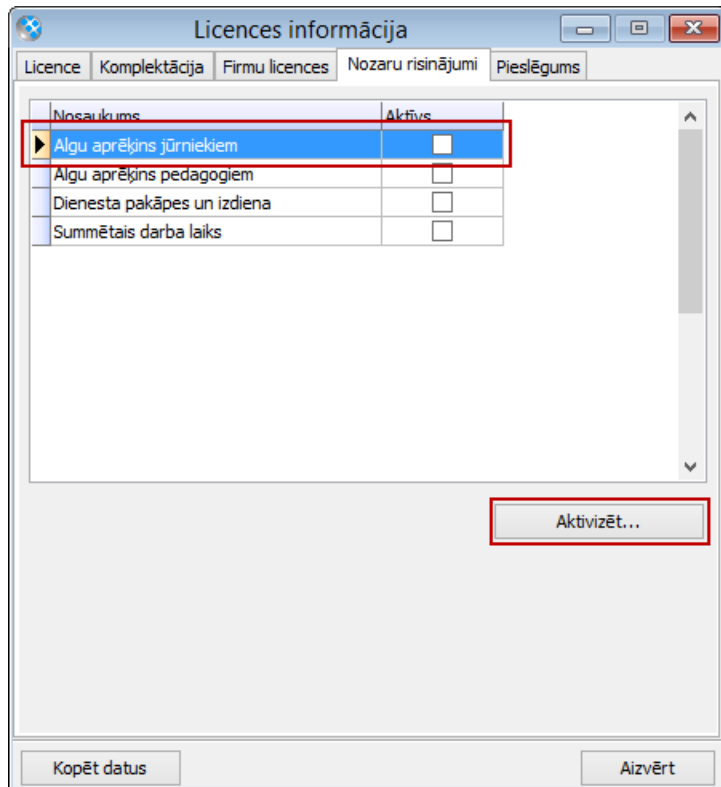 Licences informācija
Licence Komplektācija Firmu licences Nozaru risinājumi Pieslēgums
Nosaukums Aktīvs
Algu aprēķins jūrniekiem
Algu aprēķins pedagogiem
Dienesta pakāpes un izdiena
Summētais darba laiks
Aktivizēt...
Kopēt datus Aizvērt